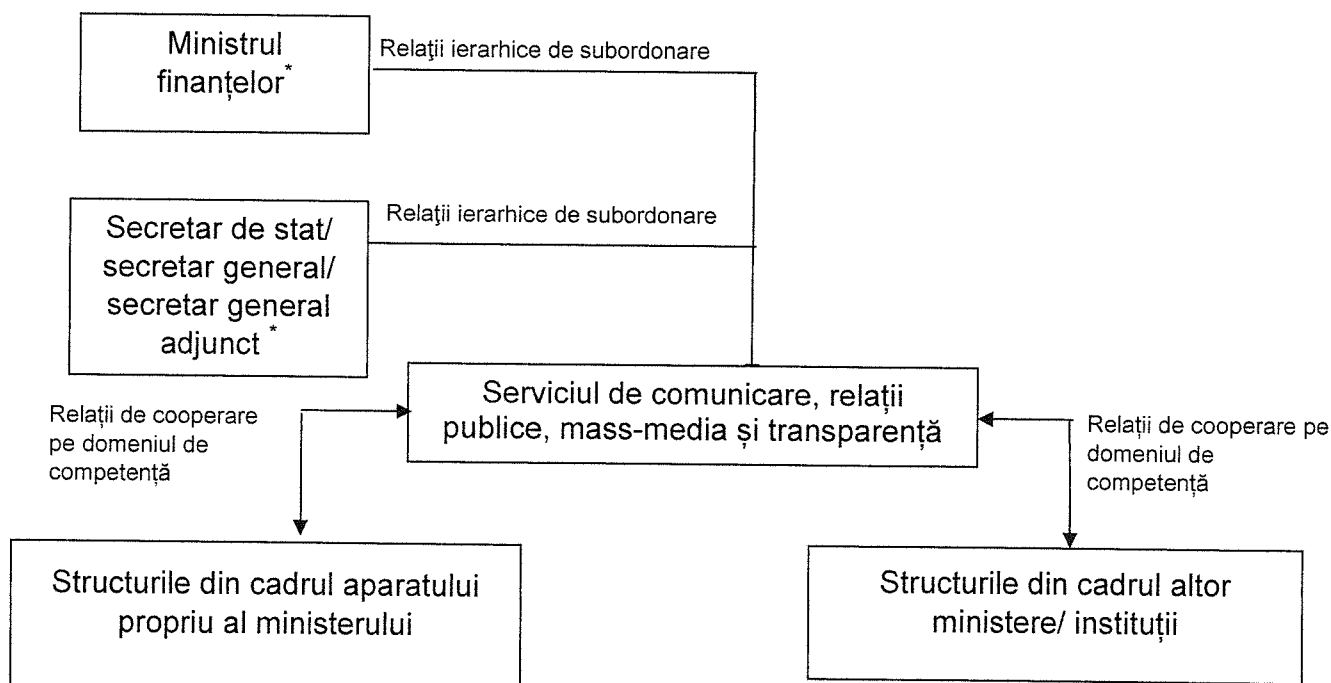 Ministrul
finanțelor*
Relaţii ierarhice de subordonare
Secretar de stat/
secretar general/
secretar general
adjunct *
Relaţii ierarhice de subordonare
Serviciul de comunicare, relații
publice, mass-media și transparență
Relații de cooperare
pe domeniul de
competență
Relații de cooperare pe
domeniul de
competență
Structurile din cadrul aparatului
propriu al ministerului
Structurile din cadrul altor
ministere/ instituții